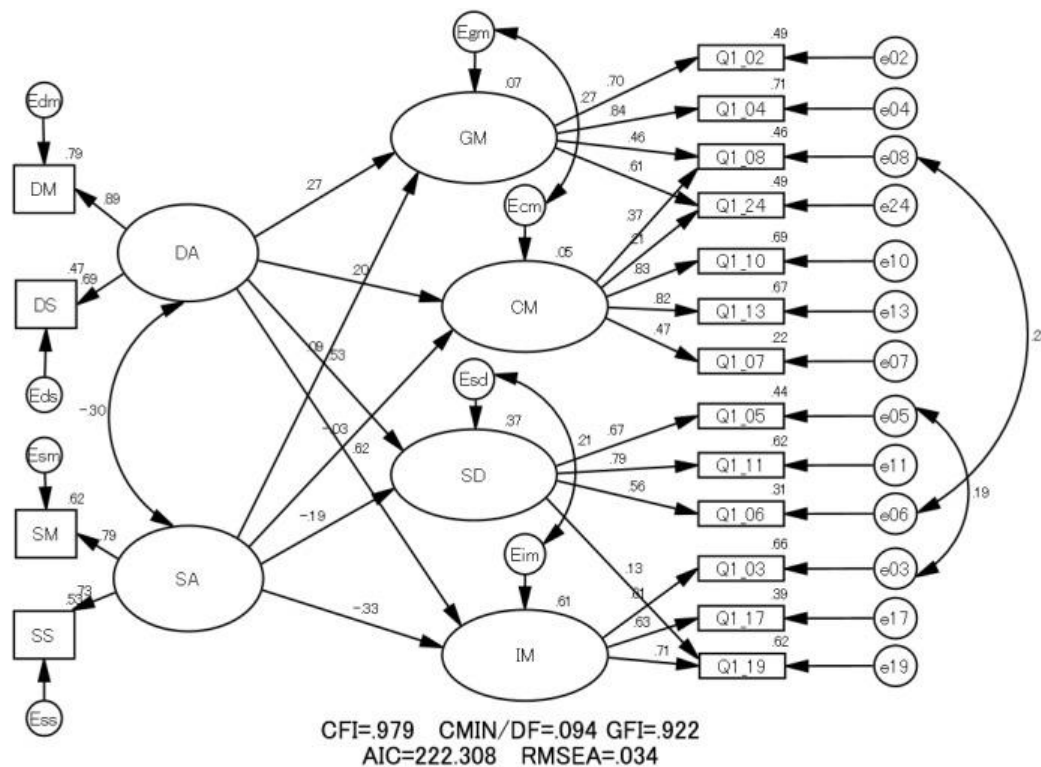 .49
Egm
Q1_02
e02
.07
.70
.71
.27
Edm
.84
Q1_04
e04
GM
.46
.46
.79
Q1_08
e08
.61
DM
.49
.27
Ecm
.37
Q1_24
e24
.89
.21
.69
DA
.05
.83
Q1_10
e10
.20
.47
.69
CM
.82
.67
Q1_13
e13
DS
.47
.22
.2
.09
.53
Esd
Q1_07
e07
Eds
.44
-.30
.37
.67
Q1_05
e05
-.03
.21
.62
Esm
.62
SD
.79
Q1_11
e11
.62
.56
.31
.19
SM
-.19
Q1_06
e06
.79
Eim
.66
SA
.13
Q1_03
e03
.73
.53
-.33
.61
.81
.39
SS
.63
Q1_17
e17
IM
.71
.62
Q1_19
e19
Ess
CFI=.979 CMIN/DF=.094 GFI=.922
AIC=222.308 RMSEA=.034